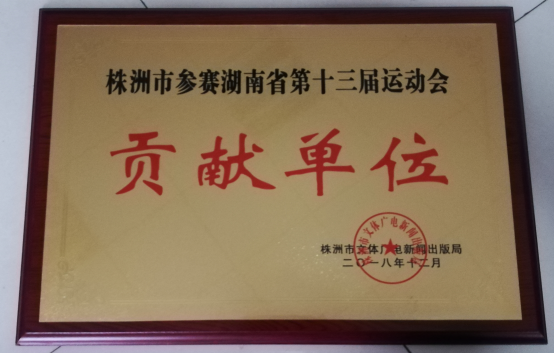 株洲市参赛湖南省第十三届运动会
贡献单位
株洲市文体广电新闻出版局
二〇一八年十二月